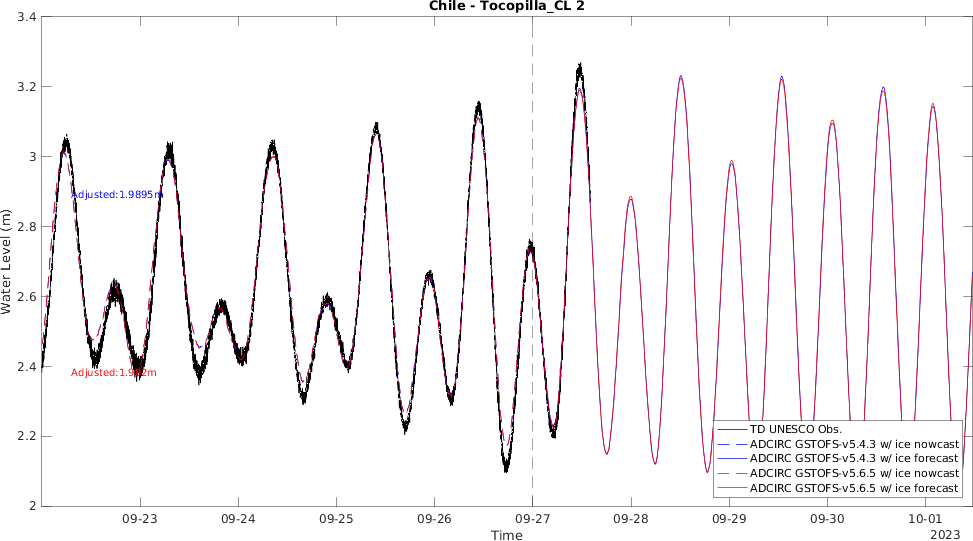 Chile - Tocopilla_CL 2
Water Level (m)
3.4
3.2
3
2.8
2.6
2.4
2.2
2
Adjusted:1.9895m
TD UNESCO Obs.
ADCIRC GSTOFS-v5.4.3 w/ ice nowcast
ADCIRC GSTOFS-v5.4.3 w/ ice forecast
ADCIRC GSTOFS-v5.6.5 w/ ice nowcast
ADCIRC GSTOFS-v5.6.5 w/ ice forecast
09-23
09-24
09-25
09-26
09-27
09-28
09-29
09-30
10-01
Time
2023